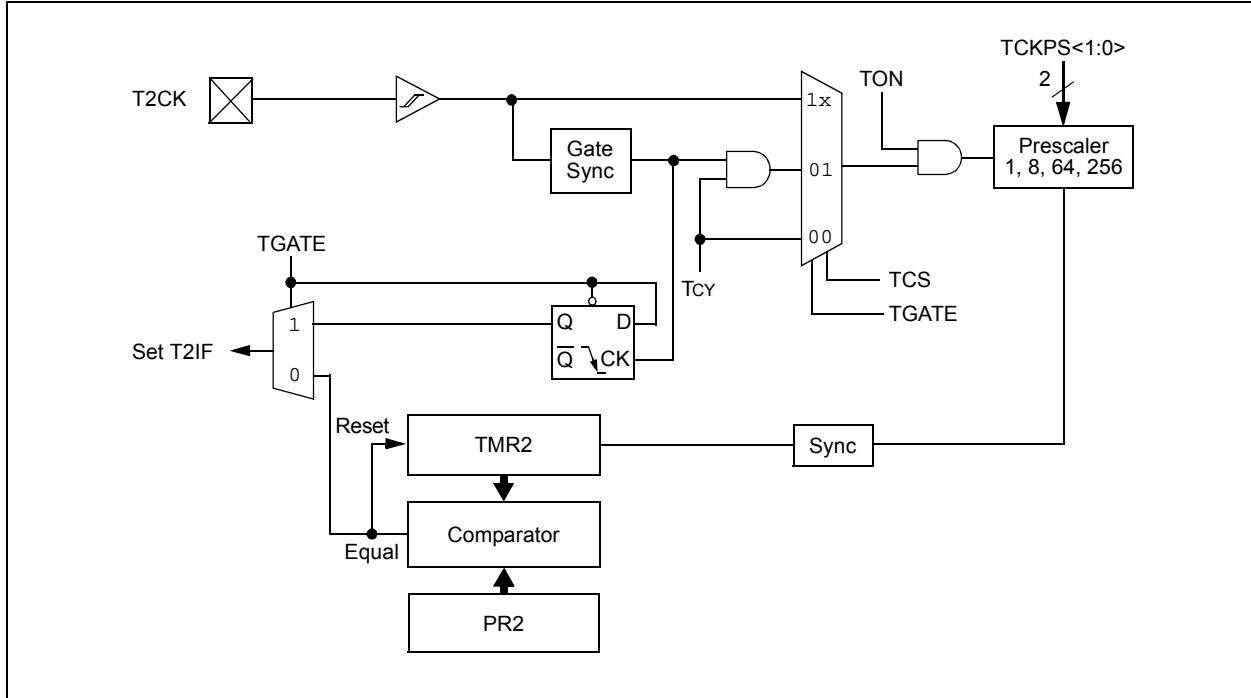 TCKPS<1:0>
2
TON
T2CK
1x
Gate
Sync
Prescaler
1, 8, 64, 256
01
00
TGATE
TCY
TCS
TGATE
1
Q
D
Set T2IF
Q
CK
0
Reset
TMR2
Sync
Equal
Comparator
PR2